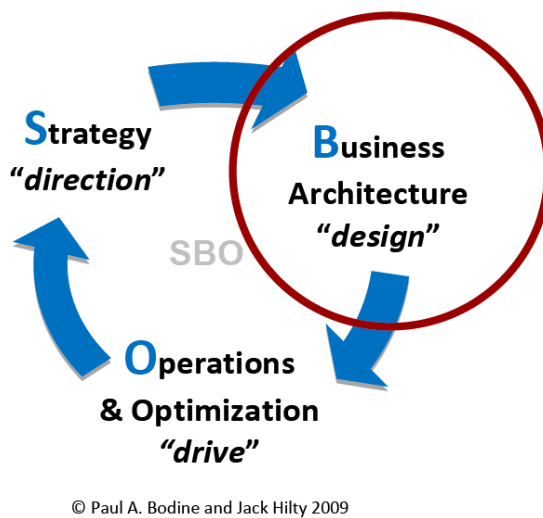 Strategy
“direction”
Business
Architecture
“design”
SBO
Operations
& Optimization
“drive”
© Paul A. Bodine and Jack Hilty 2009